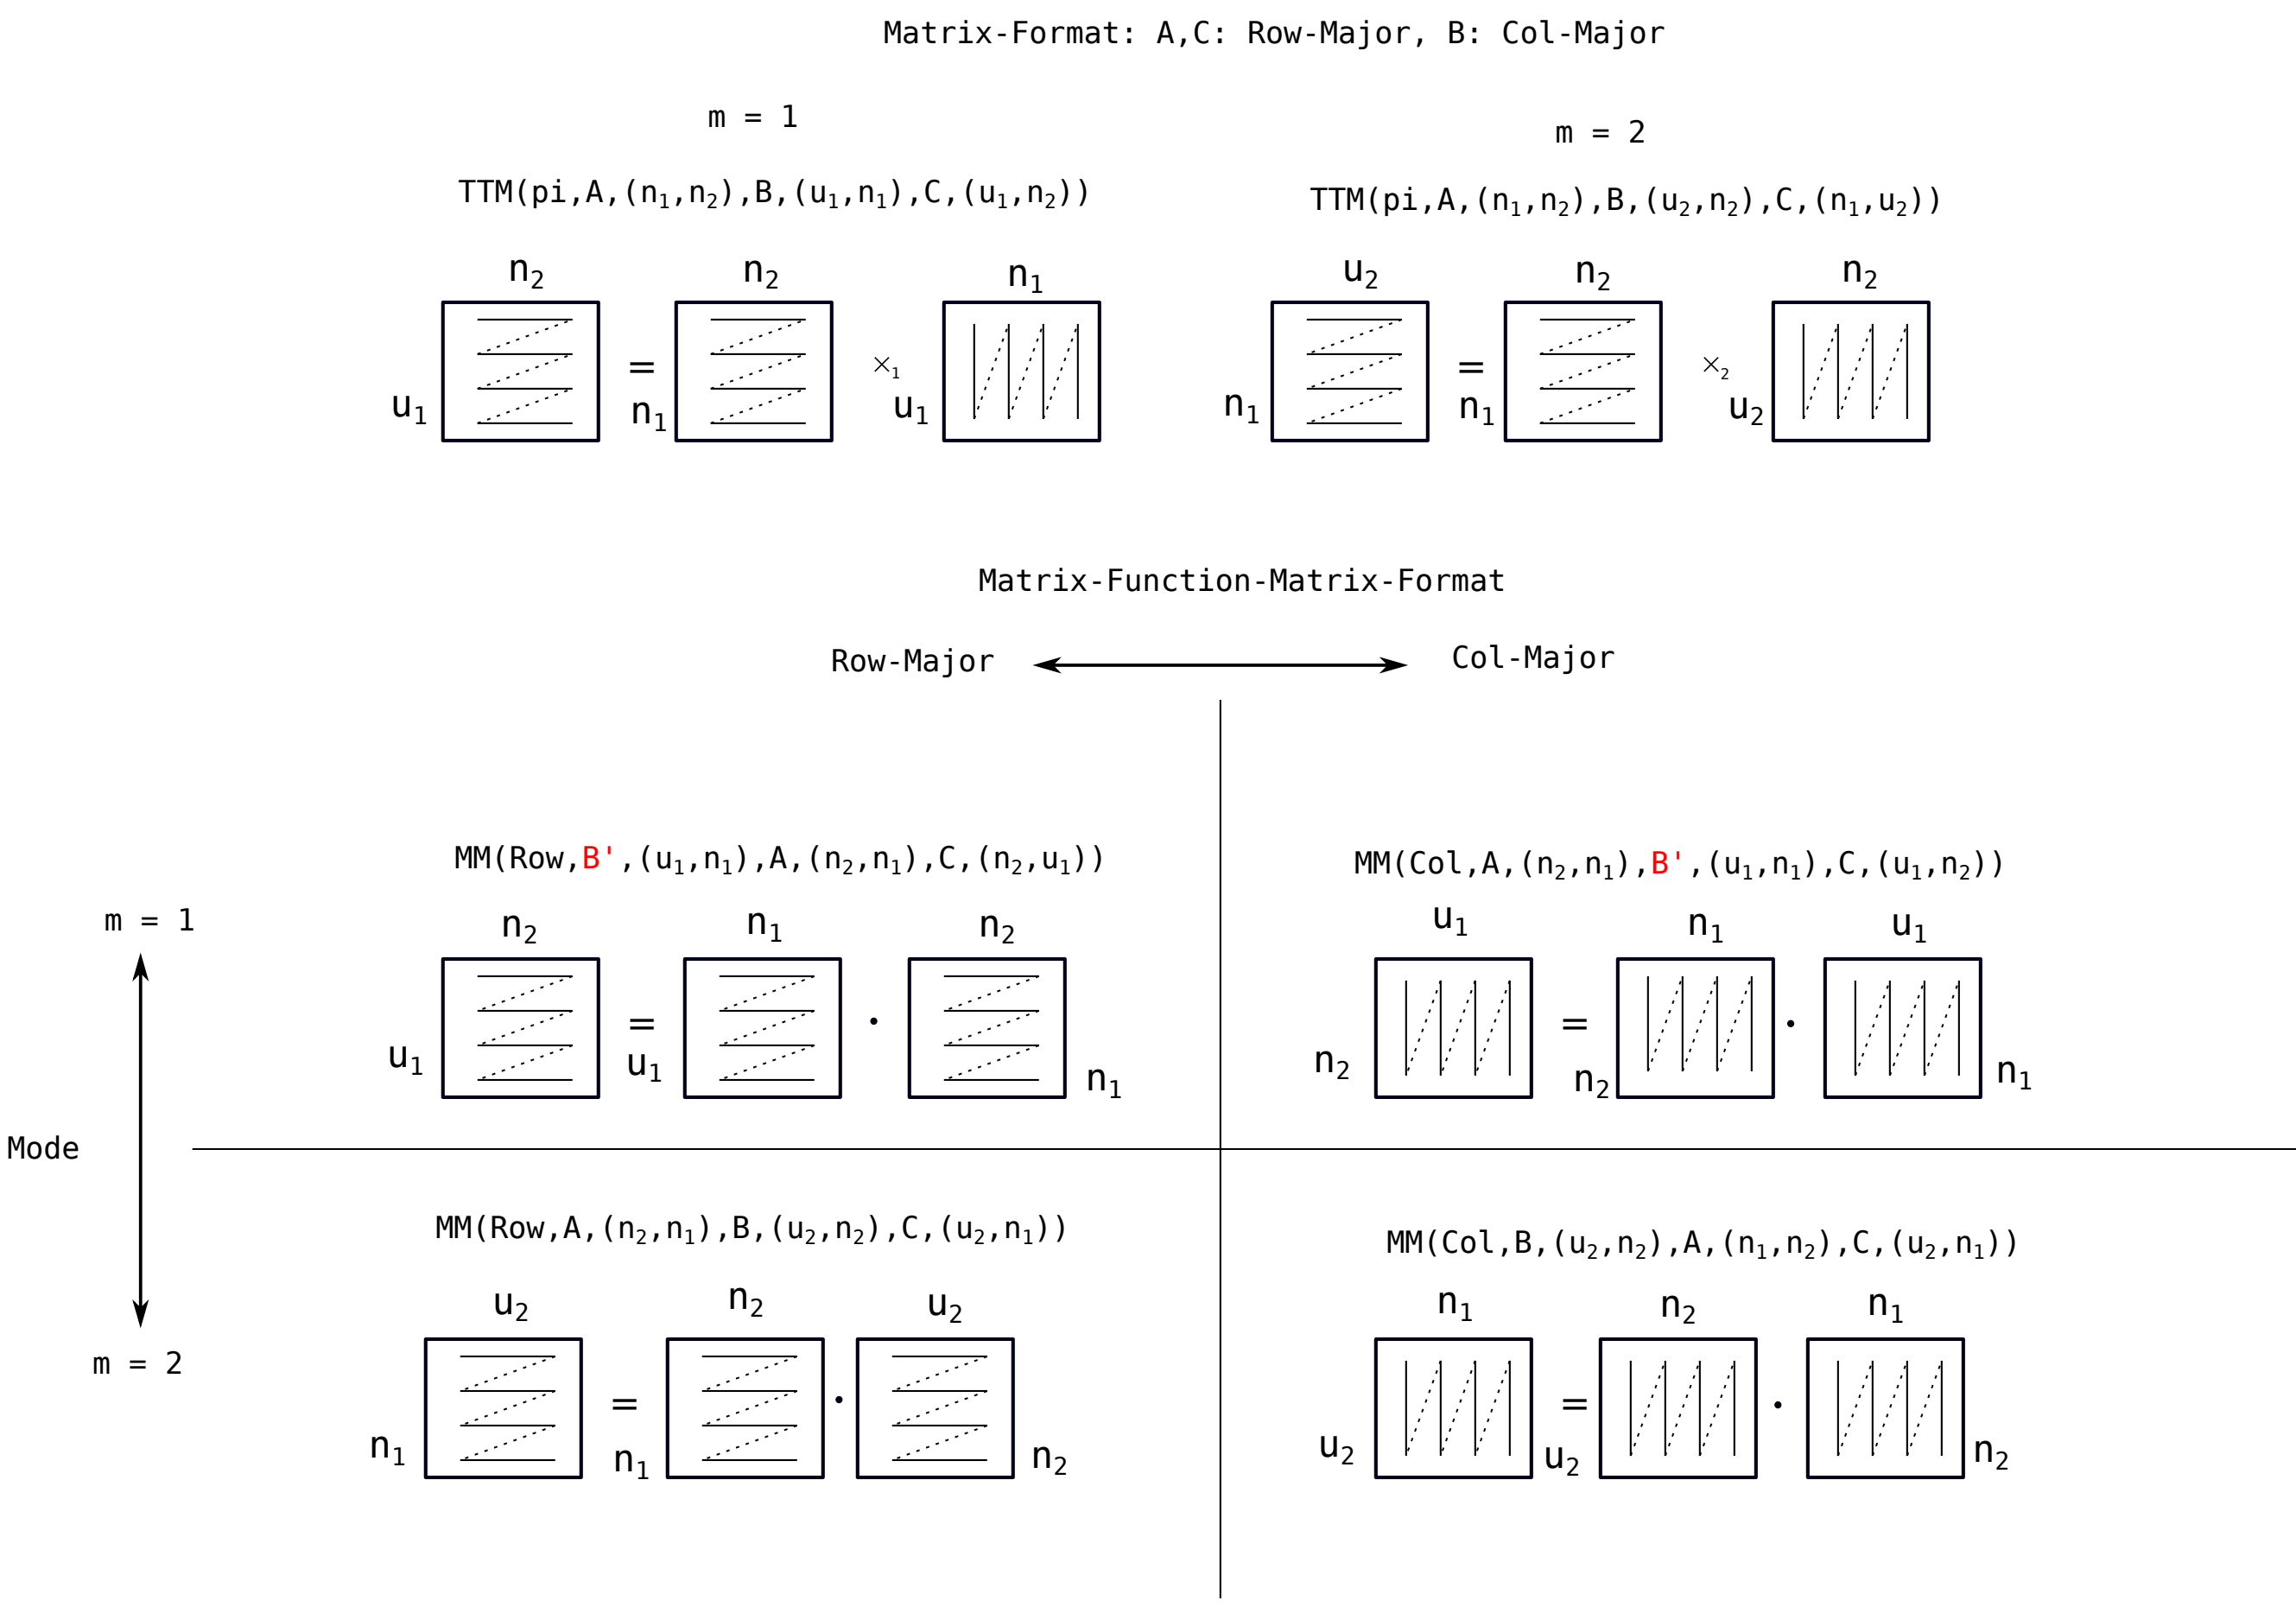 Matrix-Format: A,C: Row-Major, B: Col-Major
m = 1
m = 2
TTM(pi,A,(n₁,n₂),B,(u₁,n₁),C,(u₁,n₂))
TTM(pi,A,(n₁,n₂),B,(u₂,n₂),C,(n₁,u₂))
n₂ n₂ n₁
u₁ = n₁ ×₁ u₁
u₂ n₂ n₂
n₁ = n₁ ×₂ u₂
Matrix-Function-Matrix-Format
Row-Major
Col-Major
MM(Row,B',(u₁,n₁),A,(n₂,n₁),C,(n₂,u₁))
MM(Col,A,(n₂,n₁),B',(u₁,n₁),C,(u₁,n₂))
m = 1
n₂ n₁ n₂
u₁ = u₁ · n₁
u₁ n₁ u₁
n₂ = n₂ · n₁
Mode
MM(Row,A,(n₂,n₁),B,(u₂,n₂),C,(u₂,n₁))
MM(Col,B,(u₂,n₂),A,(n₁,n₂),C,(u₂,n₁))
m = 2
u₂ n₂ u₂
n₁ = n₁ · n₂
n₁ n₂ n₁
u₂ = u₂ · n₂